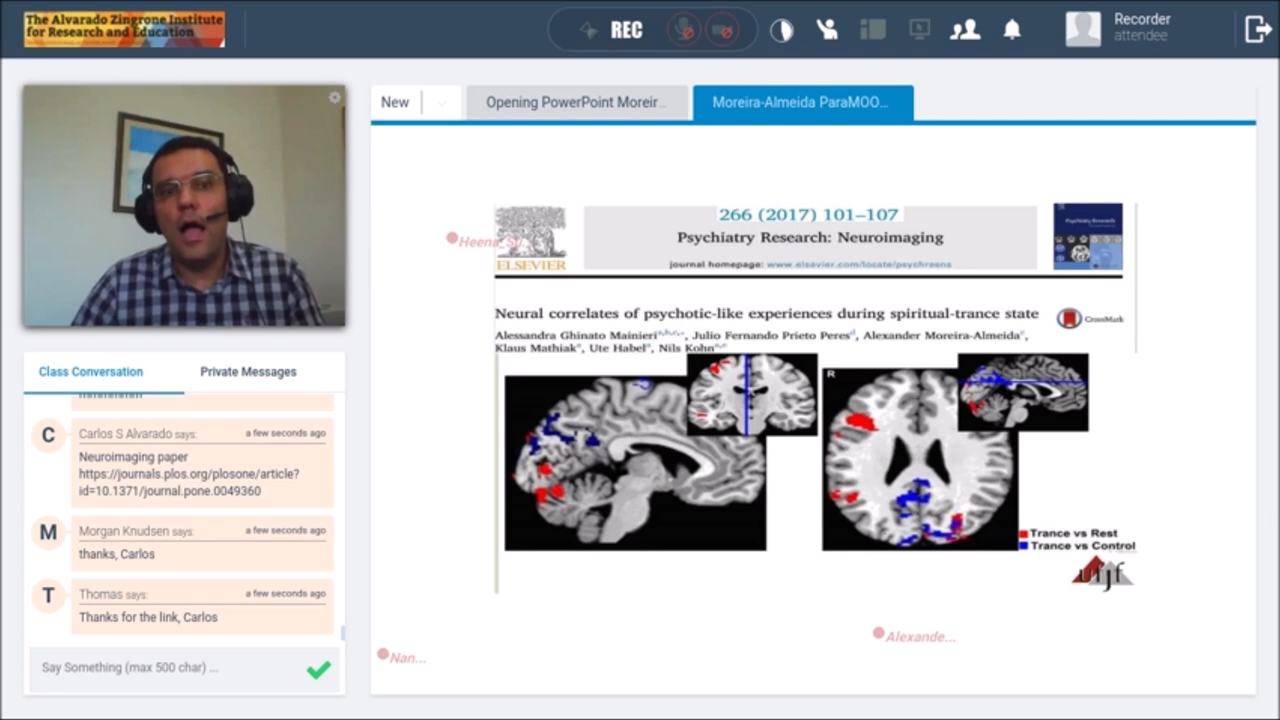 The Alvarado Zingrone Institute
for Research and Education
REC
Recorder
attendee
New
Opening PowerPoint Moreir...
Moreira-Almeida ParaMOO...
266 (2017) 101–107
Psychiatry Research: Neuroimaging
journal homepage: www.elsevier.com/locate/psychresns
ELSEVIER
Neural correlates of psychotic-like experiences during spiritual-trance state
CrossMark
Alessandra Ghinato Mainieri, Julio Fernando Prieto Peres, Alexander Moreira-Almeida,
Klaus Mathiak, Ute Habel, Nils Kohn
R
Trance vs Rest
Trance vs Control
ufjf
Alexande...
Nan...
Class Conversation
Private Messages
C
Carlos S Alvarado says:
a few seconds ago
Neuroimaging paper
https://journals.plos.org/plosone/article?
id=10.1371/journal.pone.0049360
M
Morgan Knudsen says:
a few seconds ago
thanks, Carlos
T
Thomas says:
a few seconds ago
Thanks for the link, Carlos
Say Something (max 500 char) ...